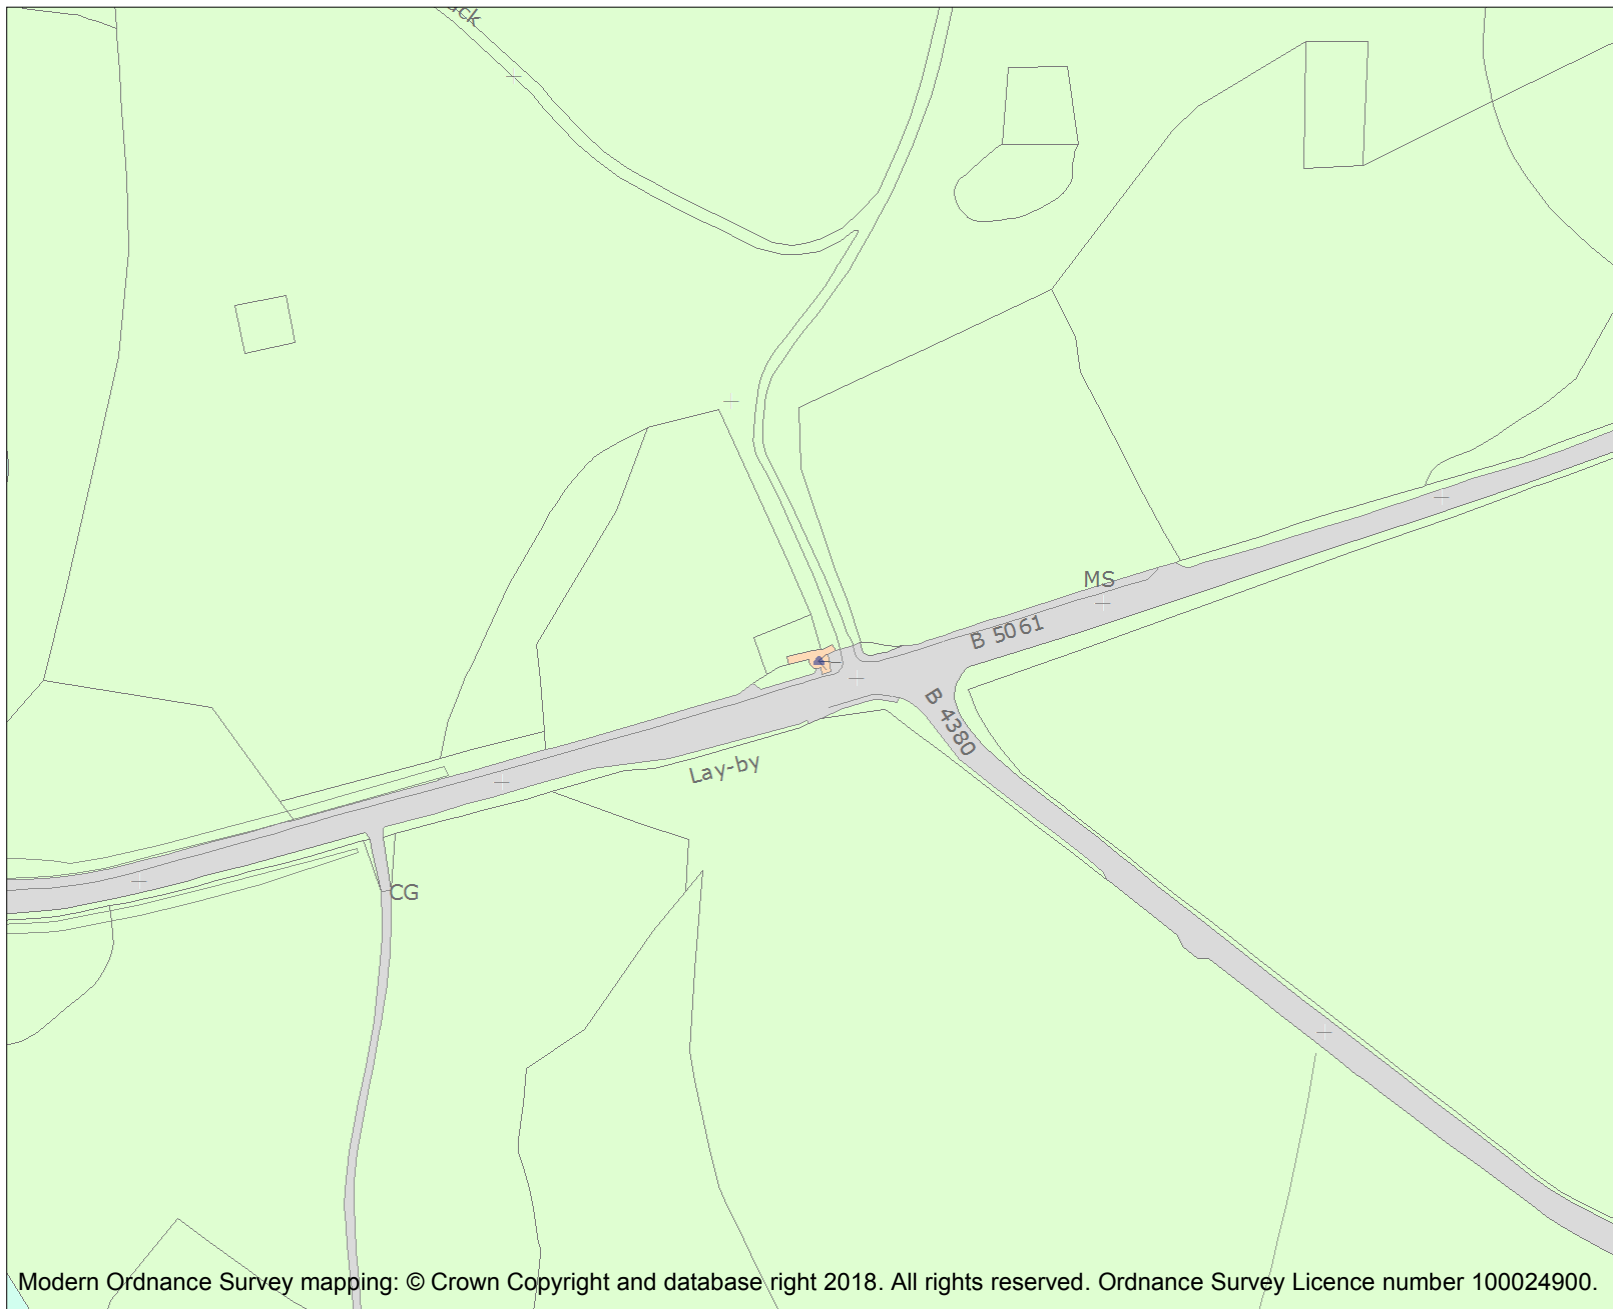 MS
B 5061
B 4380
Lay-by
CG
Modern Ordnance Survey mapping: © Crown Copyright and database right 2018. All rights reserved. Ordnance Survey Licence number 100024900.